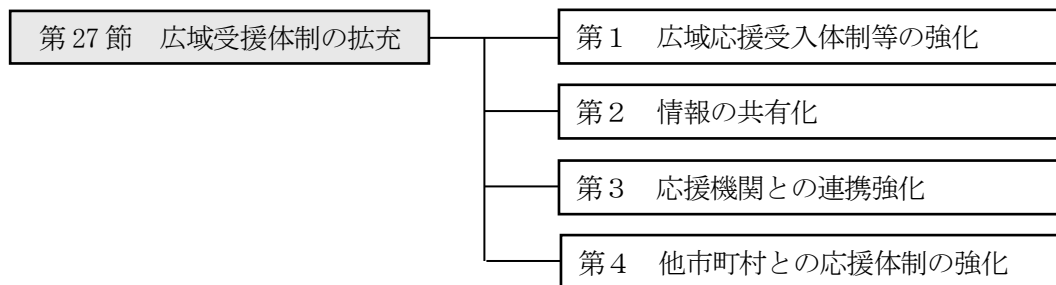 第27節　広域受援体制の拡充
第１　広域応援受入体制等の強化
第２　情報の共有化
第３　応援機関との連携強化
第４　他市町村との応援体制の強化